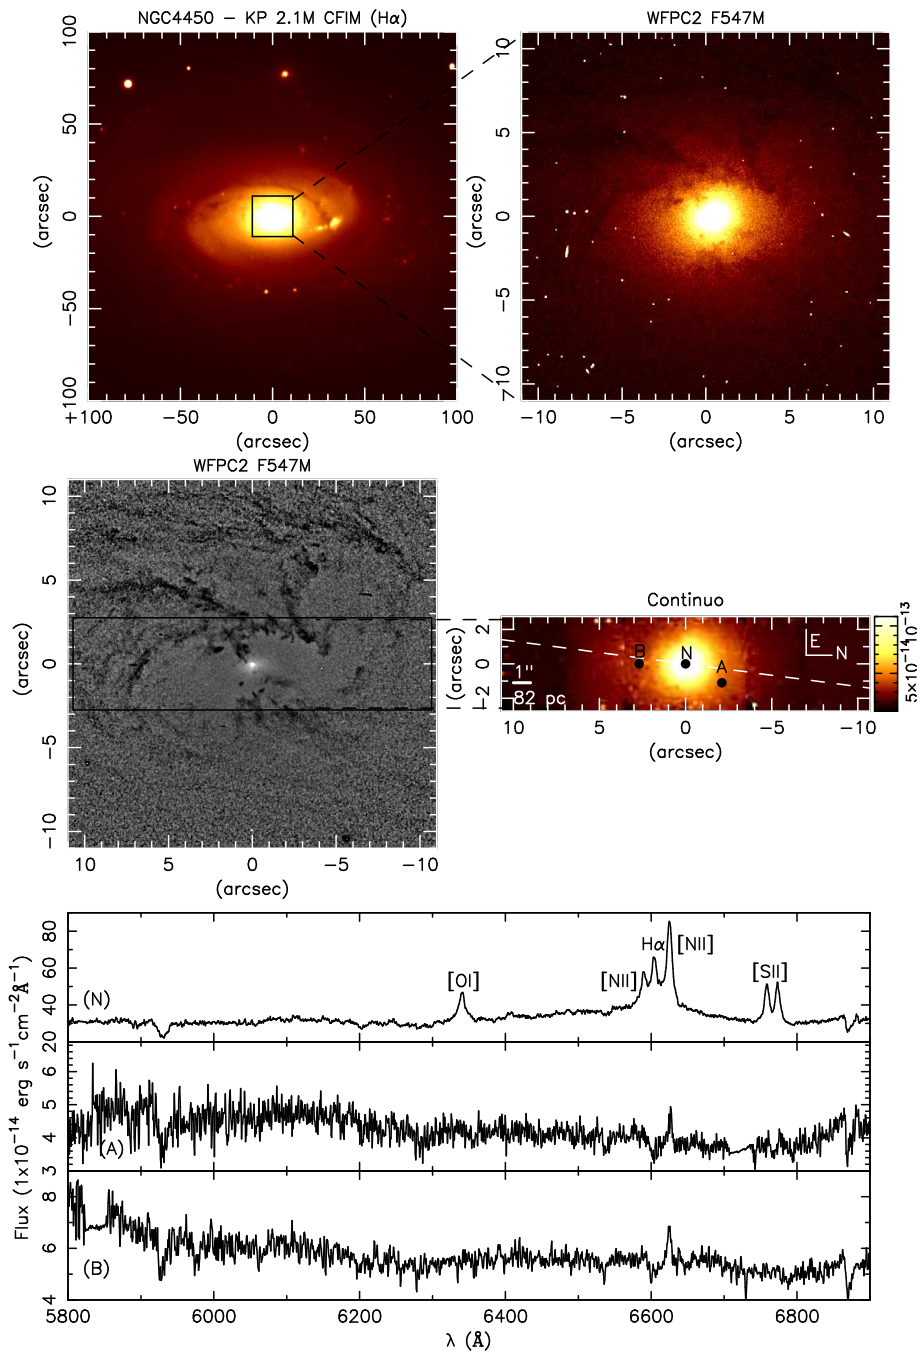 NGC4450 − KP 2.1M CFIM (Hα)
WFPC2 F547M
100
50
0
−50
+100
(arcsec)
+100
−50
0
50
100
(arcsec)
10
5
0
−5
−10
(arcsec)
−10
−5
0
5
10
(arcsec)
WFPC2 F547M
10
5
0
−5
−10
(arcsec)
10
5
0
−5
−10
(arcsec)
Continuo
2
0
−2
(arcsec)
B
N
A
E
N
1"
82 pc
10
5
0
−5
−10
(arcsec)
5×10⁻¹⁴
10⁻¹³
Flux (1×10⁻¹⁴ erg s⁻¹cm⁻²Å⁻¹)
80
60
40
20
(N)
[OI]
[NII]
Hα
[NII]
[SII]
5
4
3
(A)
8
6
4
(B)
5800
6000
6200
6400
6600
6800
λ (Å)